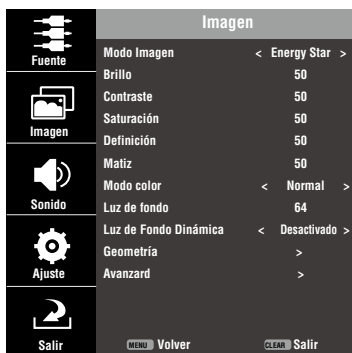 Imagen
Fuente
Imagen
Sonido
Ajuste
Salir
Modo Imagen < Energy Star >
Brillo 50
Contraste 50
Saturación 50
Definición 50
Matiz 50
Modo color < Normal >
Luz de fondo 64
Luz de Fondo Dinámica < Desactivado >
Geometría >
Avanzard >
MENU Volver CLEAR Salir